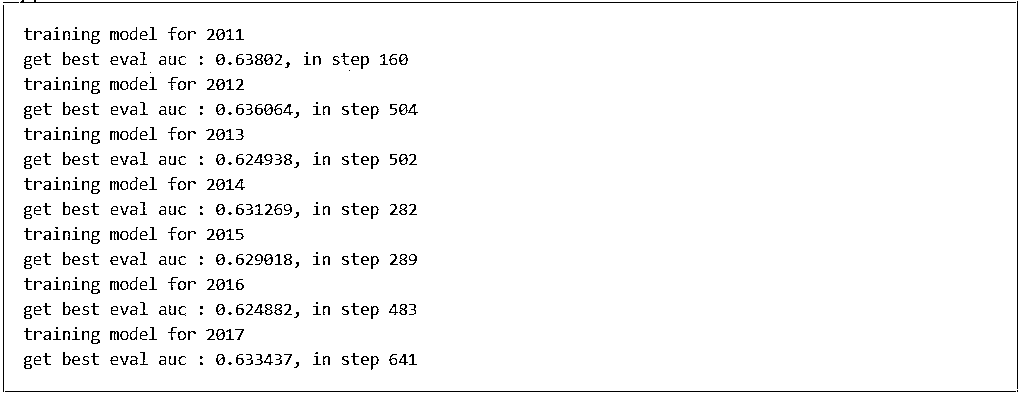 training model for 2011
get best eval auc : 0.63802, in step 160
training model for 2012
get best eval auc : 0.636064, in step 504
training model for 2013
get best eval auc : 0.624938, in step 502
training model for 2014
get best eval auc : 0.631269, in step 282
training model for 2015
get best eval auc : 0.629018, in step 289
training model for 2016
get best eval auc : 0.624882, in step 483
training model for 2017
get best eval auc : 0.633437, in step 641